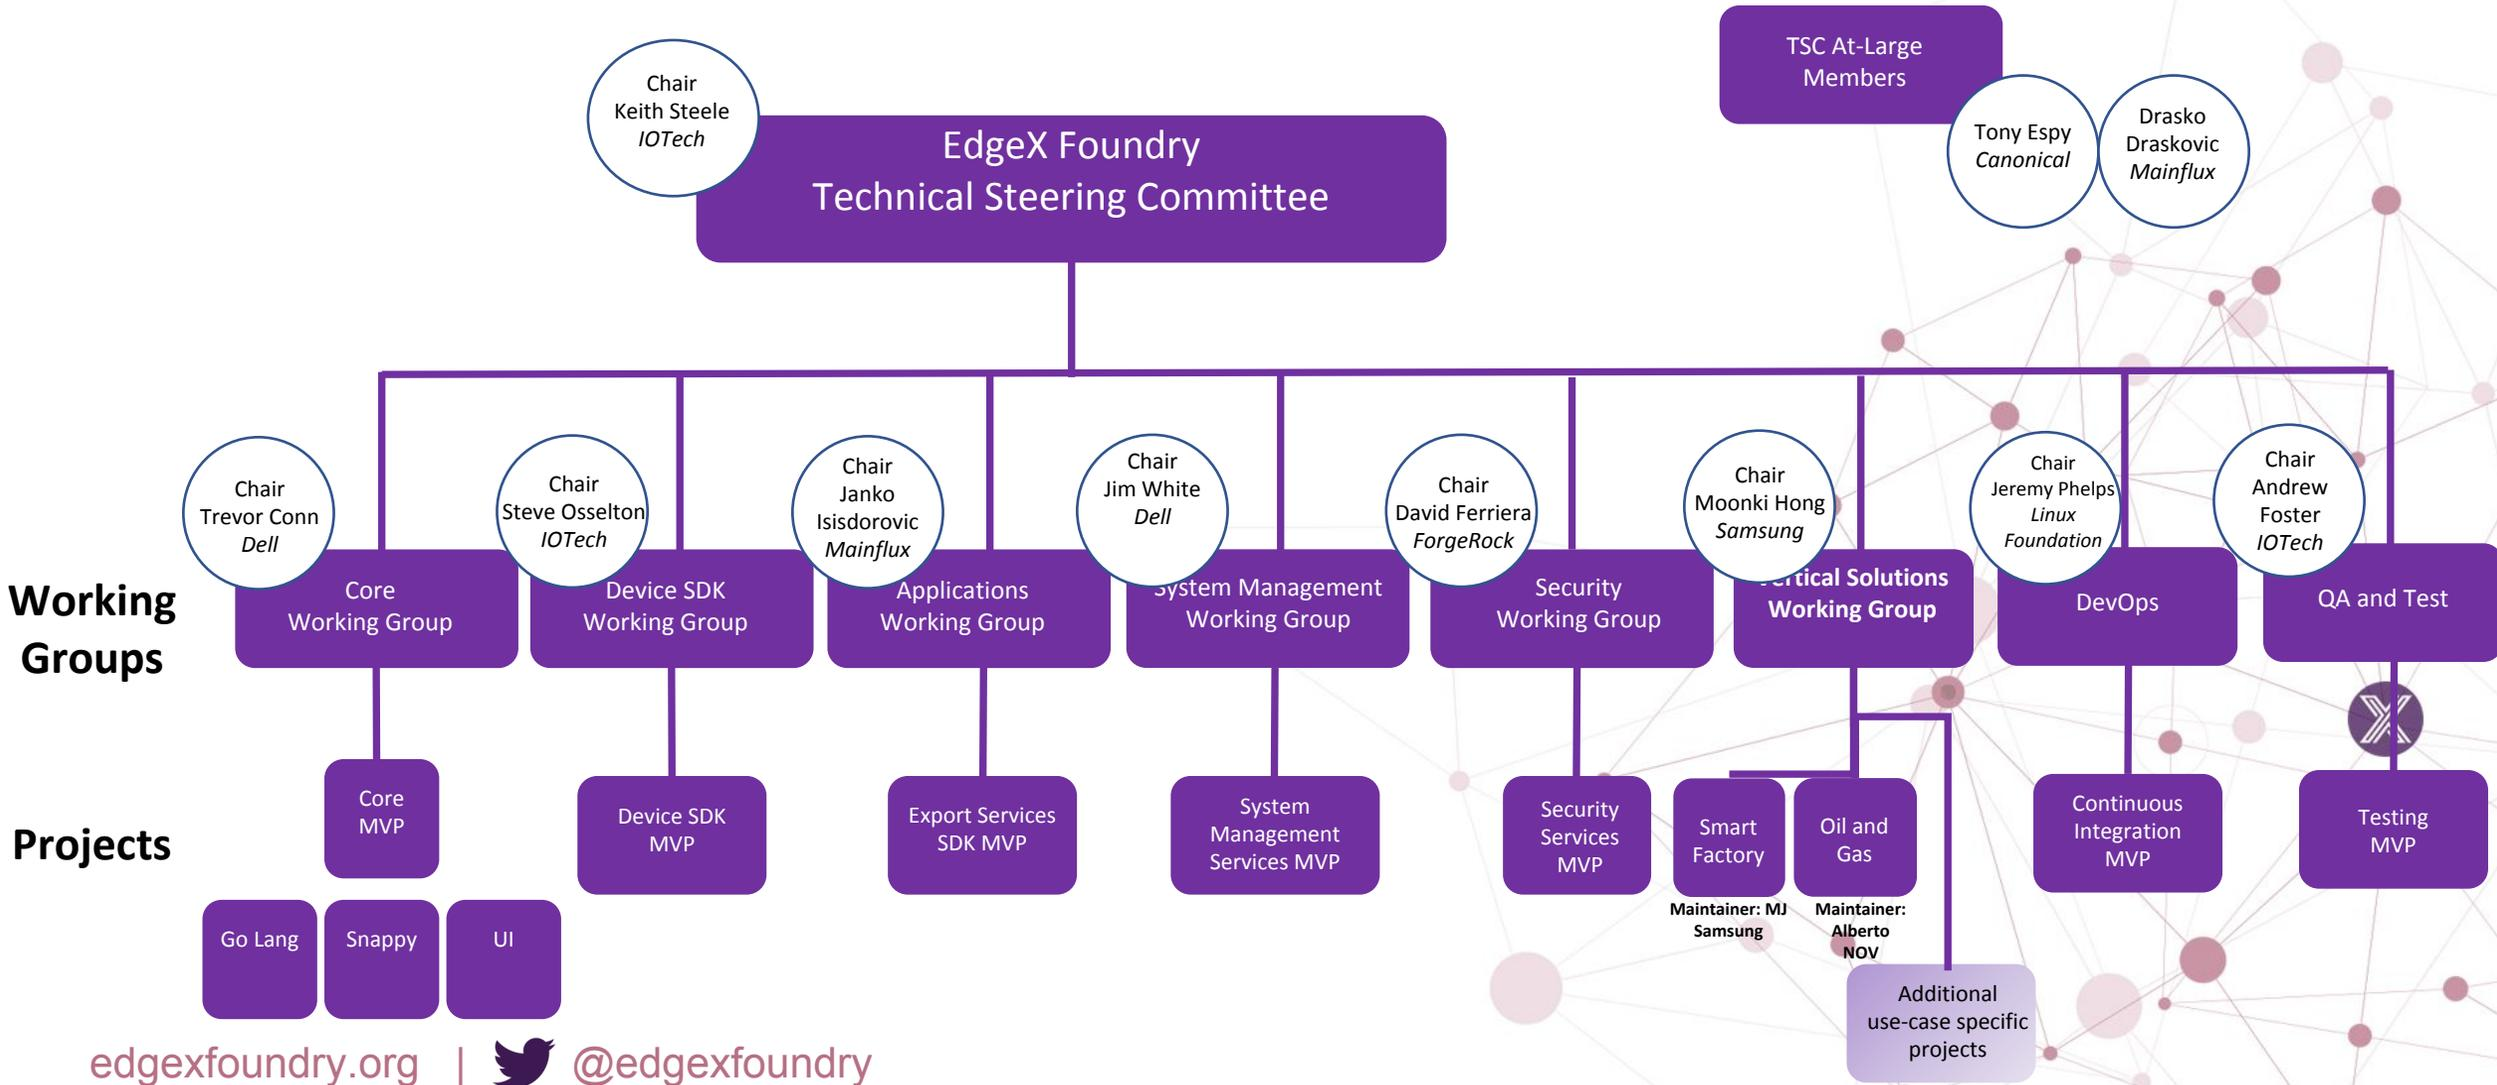 TSC At-Large
Members
Chair
Keith Steele
IOTech
EdgeX Foundry
Technical Steering Committee
Tony Espy
Canonical
Drasko
Draskovic
Mainflux
Chair
Trevor Conn
Dell
Chair
Steve Osselton
IOTech
Chair
Janko
Isisdorovic
Mainflux
Chair
Jim White
Dell
Chair
David Ferriera
ForgeRock
Chair
Moonki Hong
Samsung
Chair
Jeremy Phelps
Linux
Foundation
Chair
Andrew
Foster
IOTech
Working
Groups
Core
Working Group
Device SDK
Working Group
Applications
Working Group
System Management
Working Group
Security
Working Group
Vertical Solutions
Working Group
DevOps
QA and Test
Projects
Core
MVP
Device SDK
MVP
Export Services
SDK MVP
System
Management
Services MVP
Security
Services
MVP
Smart
Factory
Oil and
Gas
Continuous
Integration
MVP
Testing
MVP
Maintainer: MJ
Samsung
Maintainer:
Alberto
NOV
Go Lang
Snappy
UI
Additional
use-case specific
projects
edgexfoundry.org | @edgexfoundry